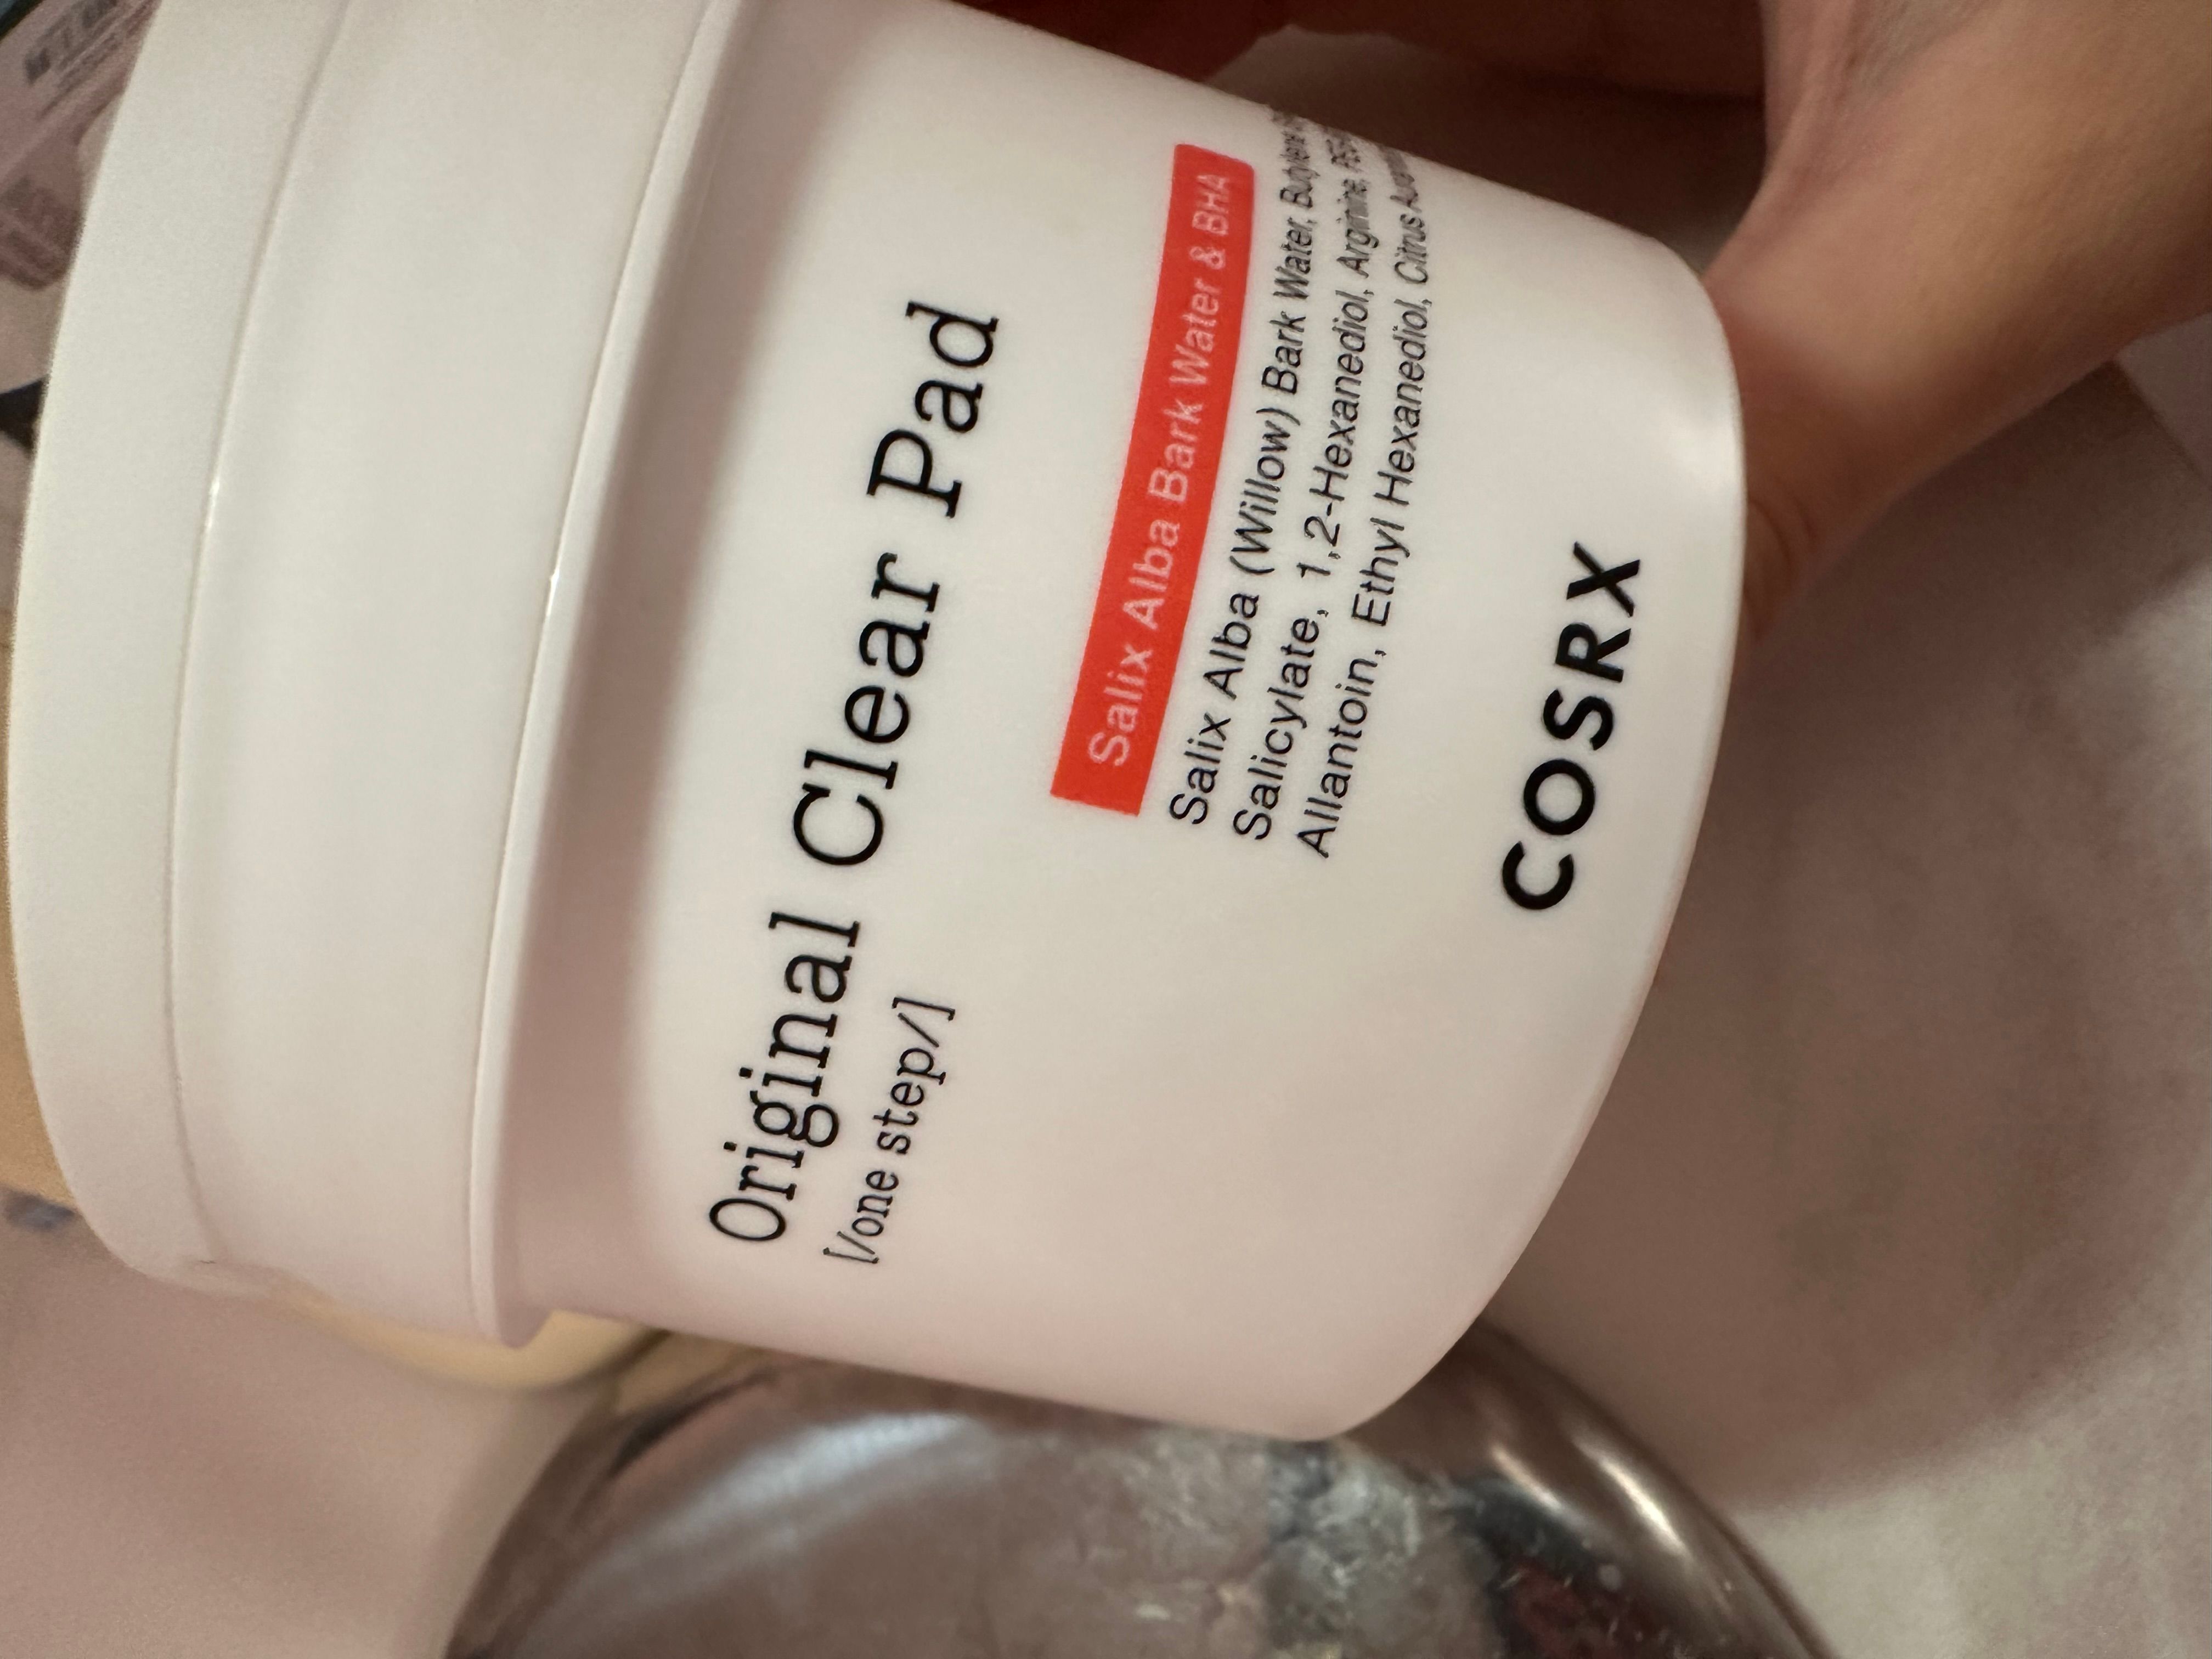 Original Clear Pad
[/one step/]
Salix Alba Bark Water & BHA
Salix Alba (Willow) Bark Water, Butylene
Salicylate, 1,2-Hexanediol, Arginine,
Allantoin, Ethyl Hexanediol, Citrus
COSRX